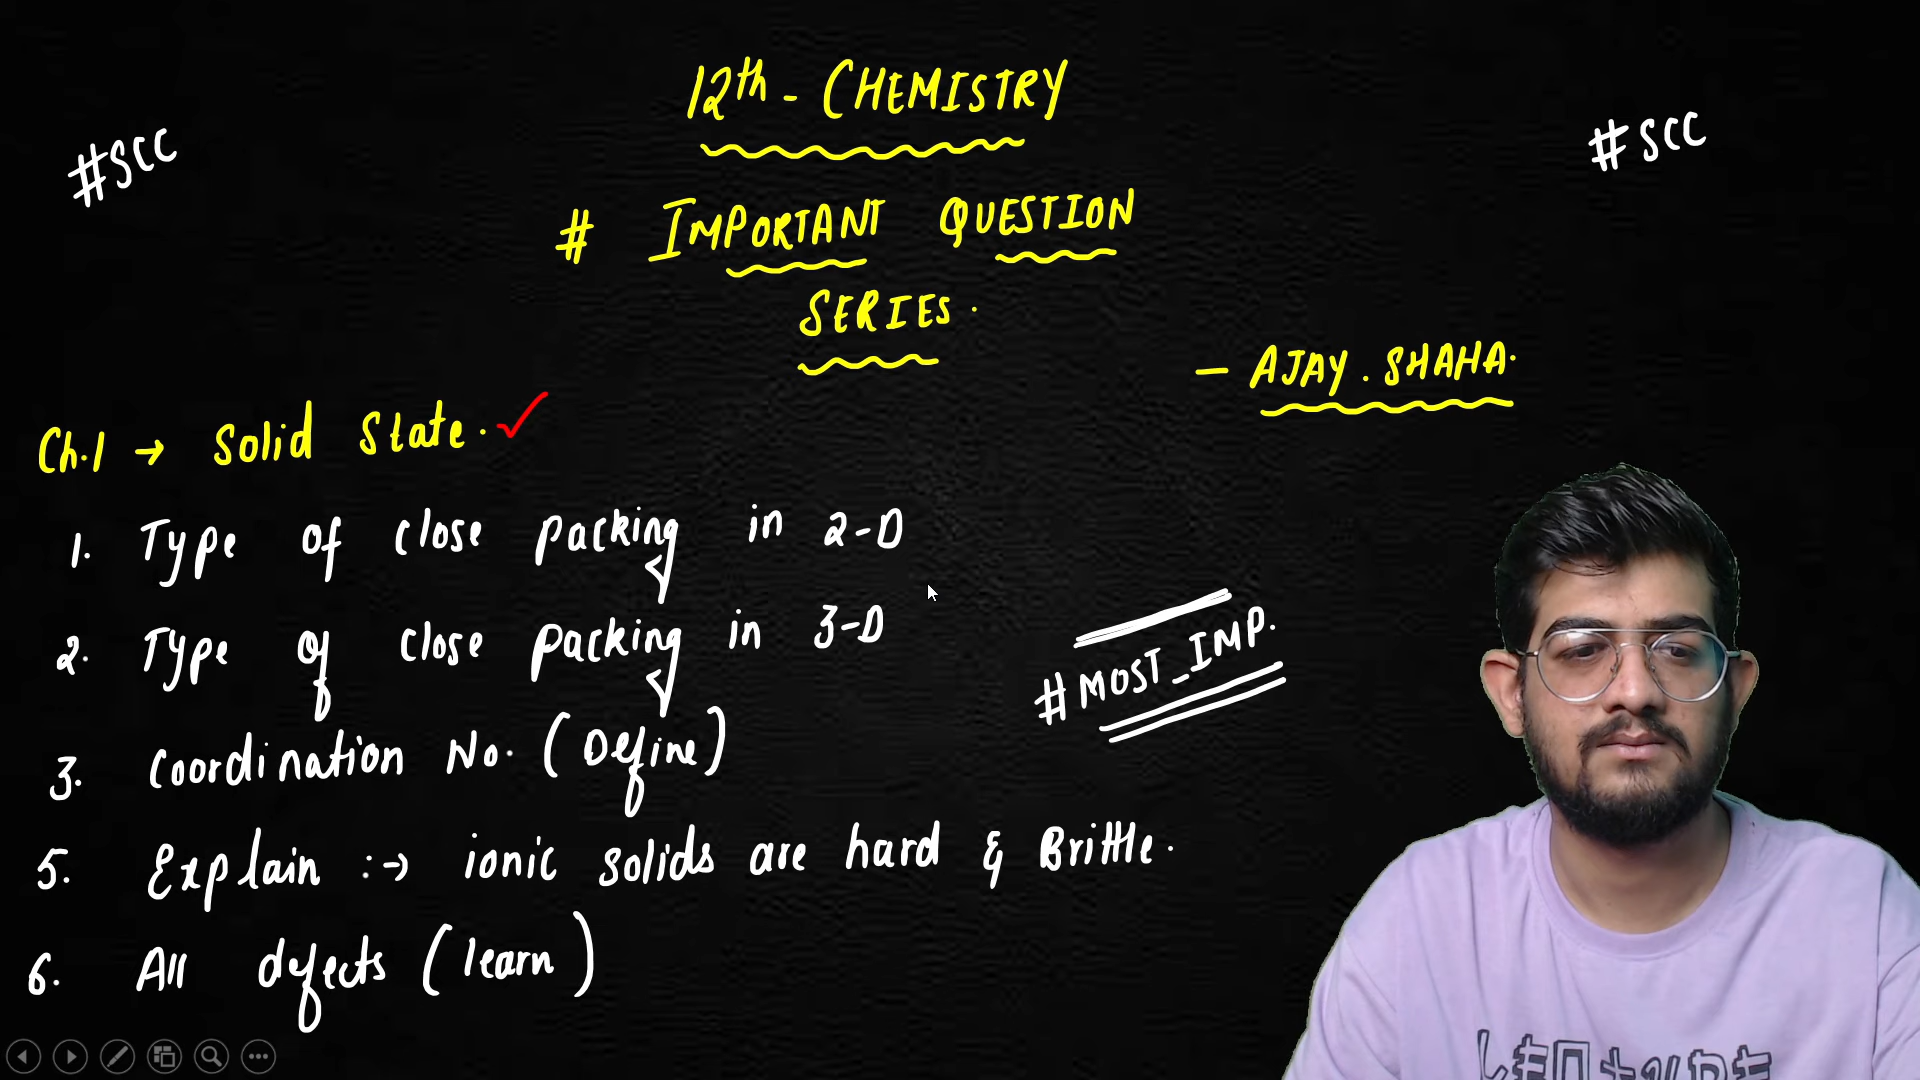 12th - CHEMISTRY
#SCC
#SCC
# IMPORTANT QUESTION
SERIES.
- AJAY. SHAHA.
Ch.1 → Solid State.
1. Type of close packing in 2-D
2. Type of close packing in 3-D
#MOST_IMP.
3. Coordination No. (Define)
5. Explain :→ ionic solids are hard & Brittle.
6. All defects (learn)